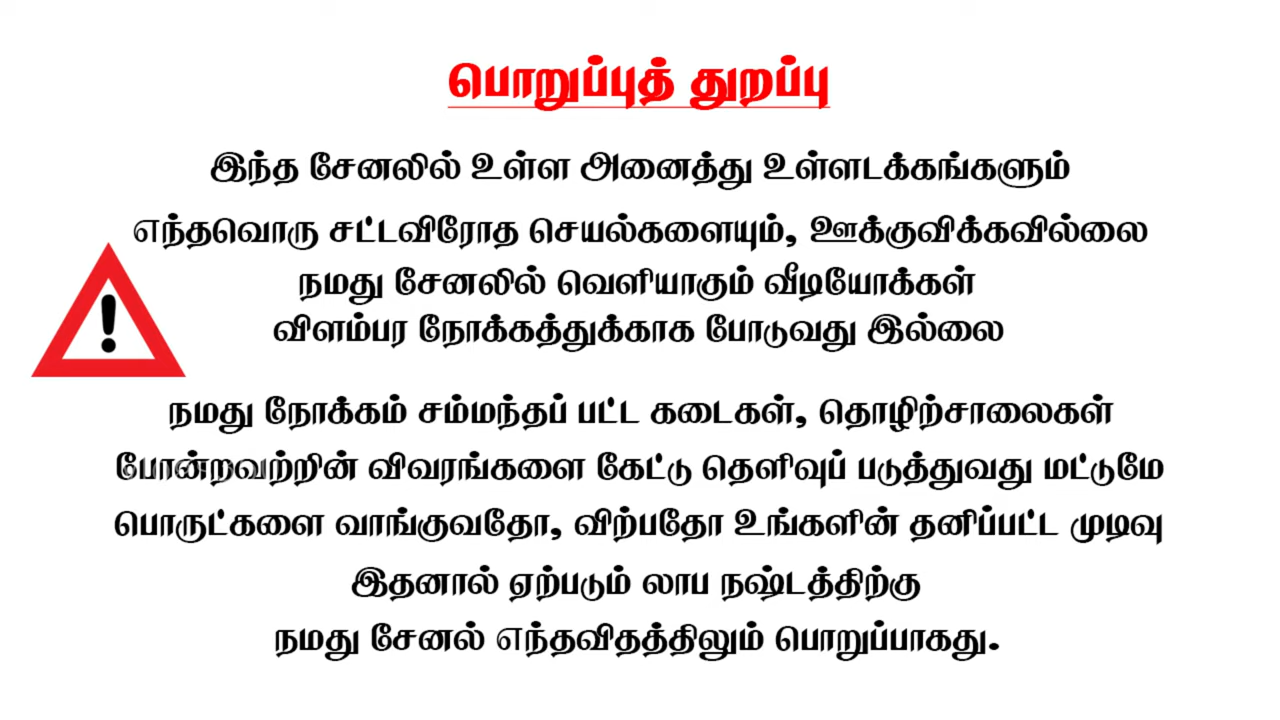 பொறுப்புத் துறப்பு
இந்த சேனலில் உள்ள அனைத்து உள்ளடக்கங்களும்
எந்தவொரு சட்டவிரோத செயல்களையும், ஊக்குவிக்கவில்லை
நமது சேனலில் வெளியாகும் வீடியோக்கள்
விளம்பர நோக்கத்துக்காக போடுவது இல்லை
நமது நோக்கம் சம்மந்தப் பட்ட கடைகள், தொழிற்சாலைகள்
போன்றவற்றின் விவரங்களை கேட்டு தெளிவுப் படுத்துவது மட்டுமே
பொருட்களை வாங்குவதோ, விற்பதோ உங்களின் தனிப்பட்ட முடிவு
இதனால் ஏற்படும் லாப நஷ்டத்திற்கு
நமது சேனல் எந்தவிதத்திலும் பொறுப்பாகது.